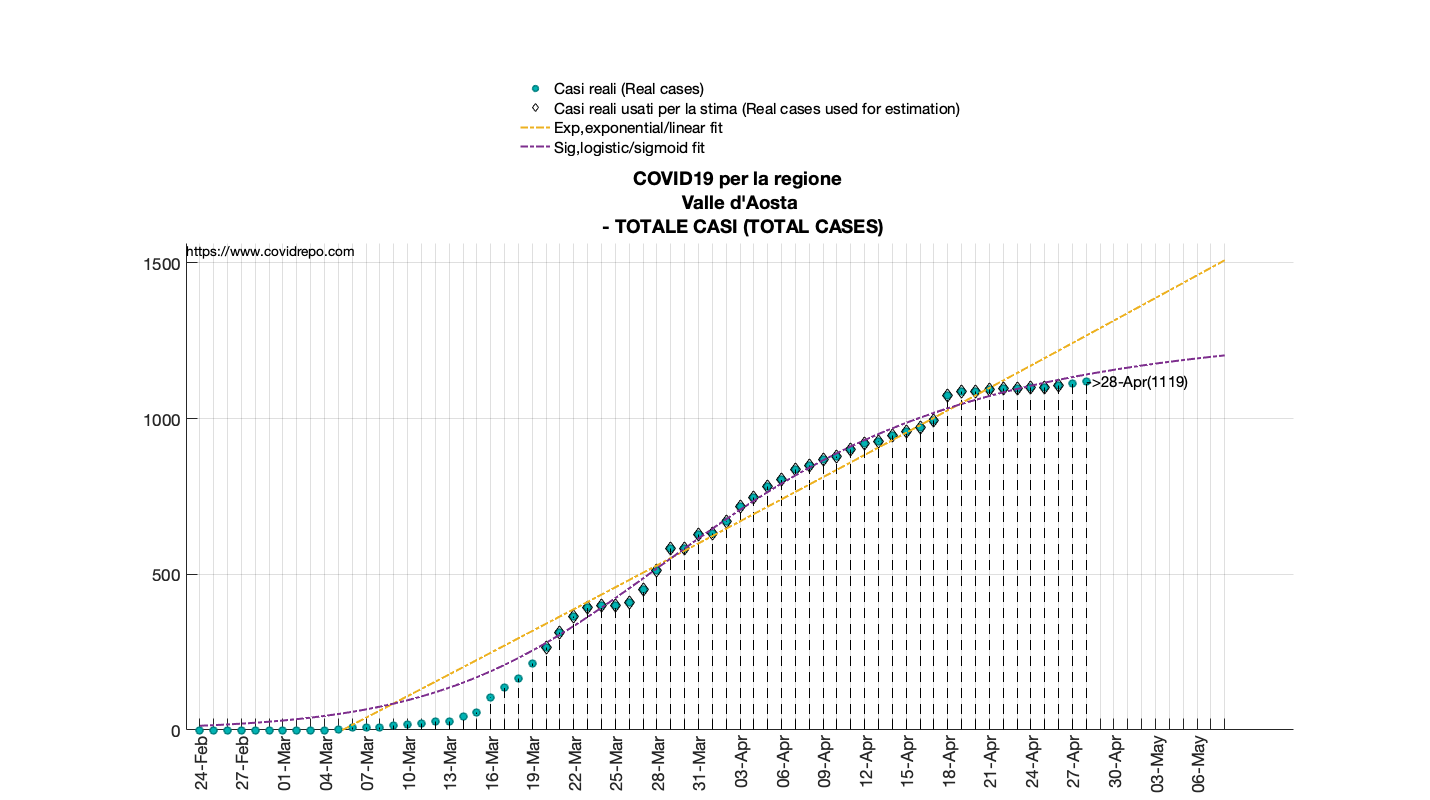 Casi reali (Real cases)
Casi reali usati per la stima (Real cases used for estimation)
Exp,exponential/linear fit
Sig,logistic/sigmoid fit
COVID19 per la regione
Valle d'Aosta
- TOTALE CASI (TOTAL CASES)
https://www.covidrepo.com
1500
1000
500
0
>28-Apr(1119)
24-Feb
27-Feb
01-Mar
04-Mar
07-Mar
10-Mar
13-Mar
16-Mar
19-Mar
22-Mar
25-Mar
28-Mar
31-Mar
03-Apr
06-Apr
09-Apr
12-Apr
15-Apr
18-Apr
21-Apr
24-Apr
27-Apr
30-Apr
03-May
06-May